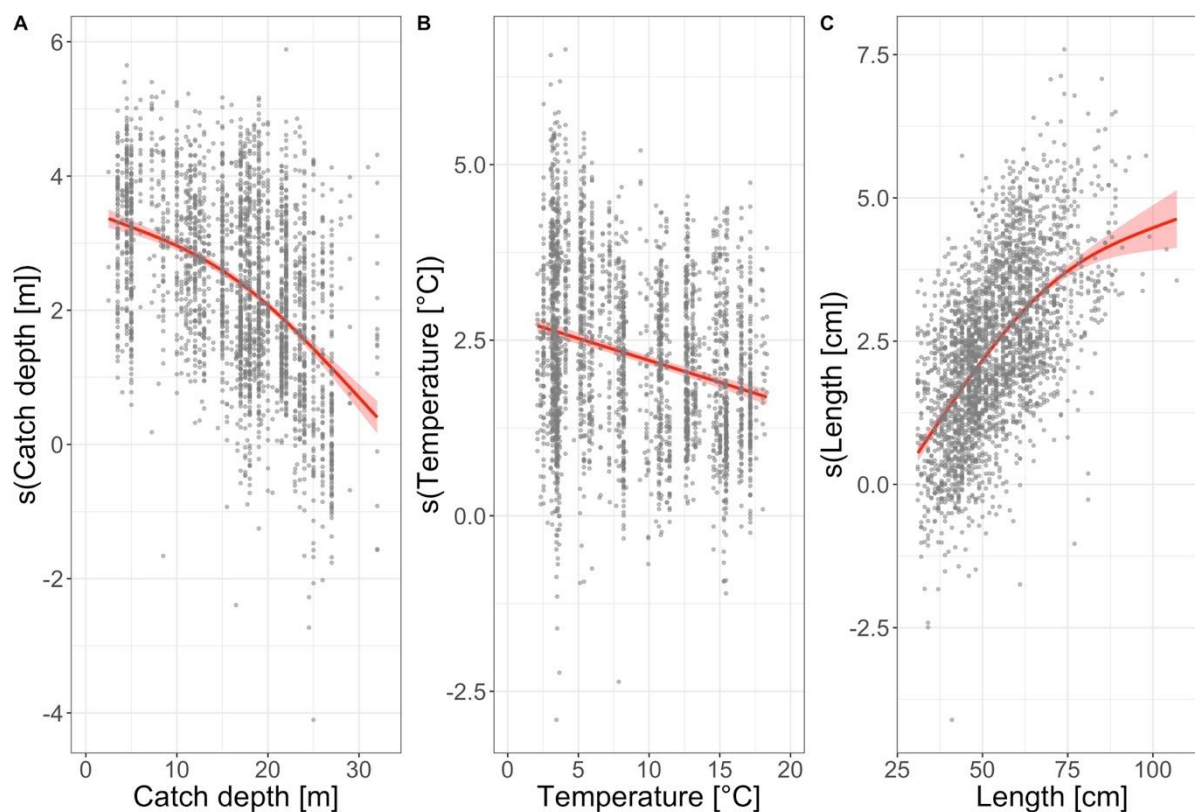 A
s(Catch depth [m])
6
4
2
0
-2
-4
0 10 20 30
Catch depth [m]
B
s(Temperature [°C])
5.0
2.5
0.0
-2.5
0 5 10 15 20
Temperature [°C]
C
s(Length [cm])
7.5
5.0
2.5
0.0
-2.5
25 50 75 100
Length [cm]